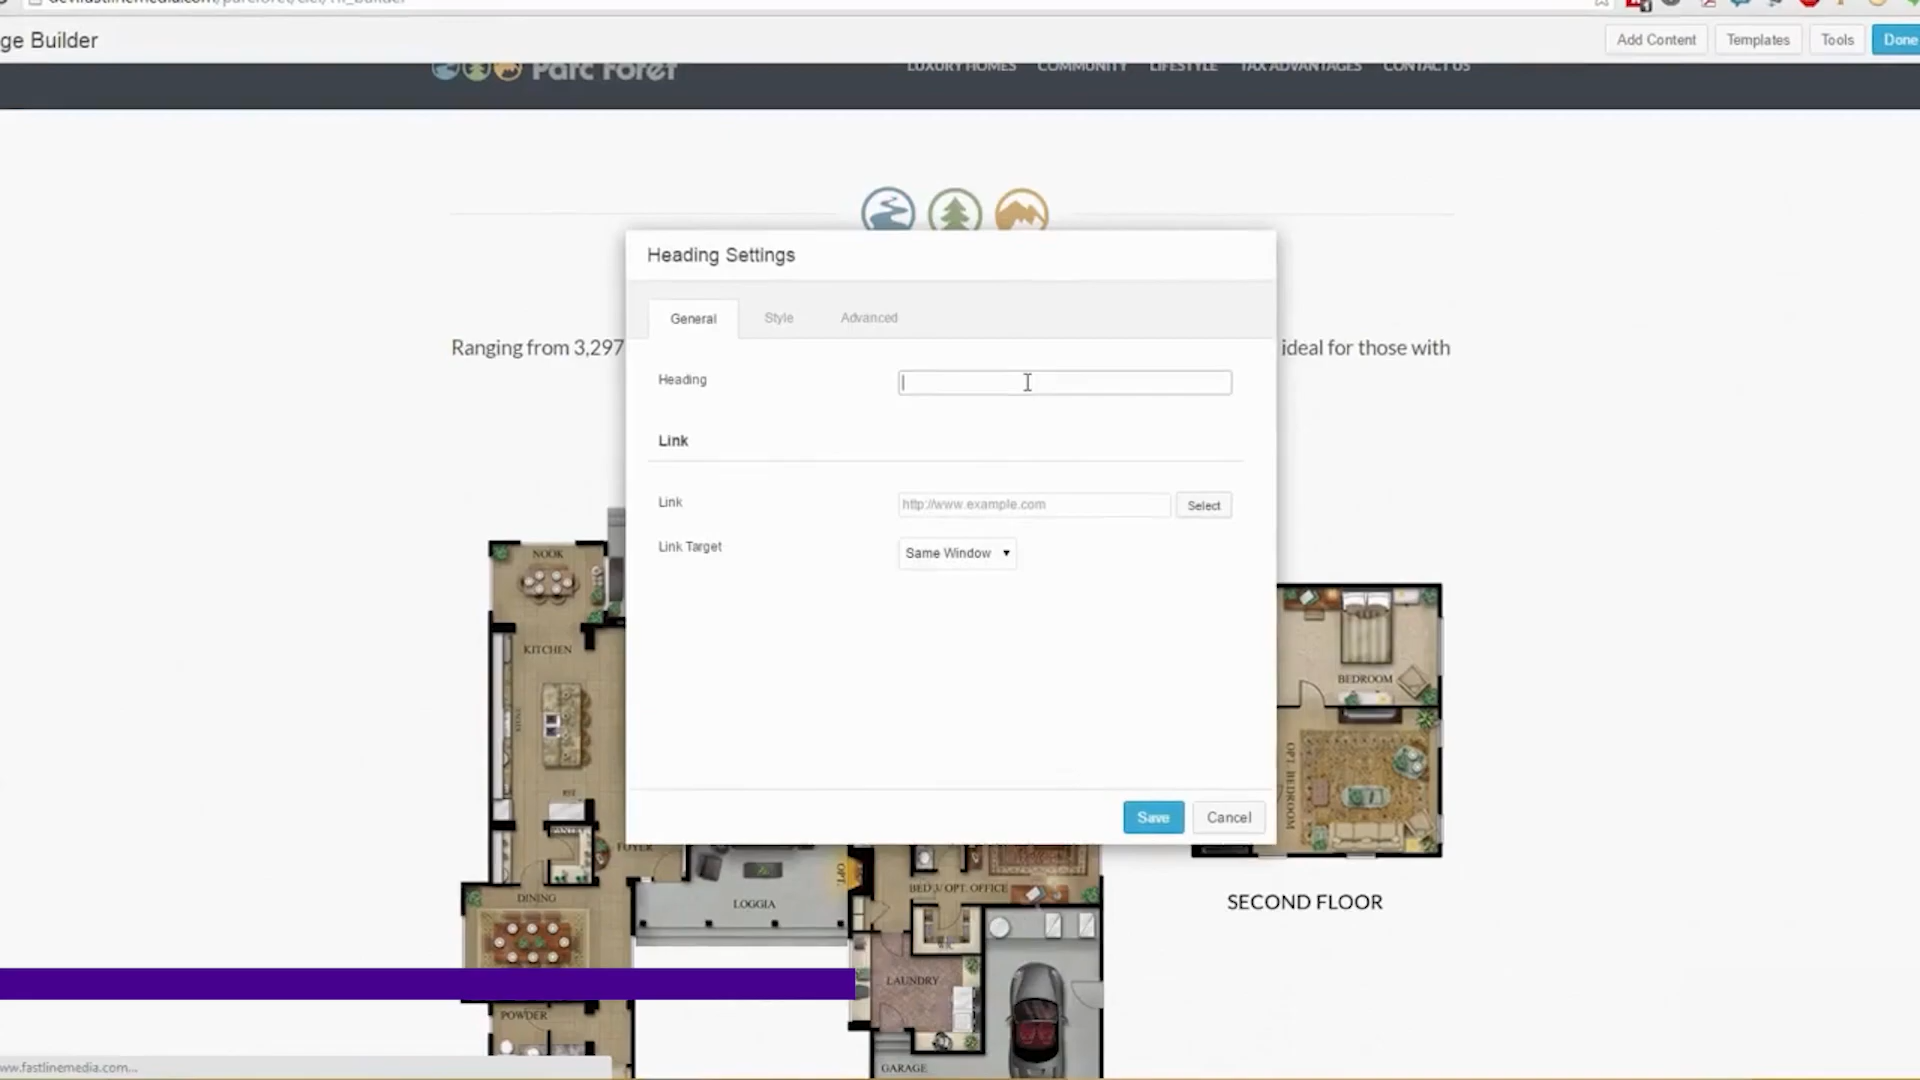 ge Builder
Add Content
Templates
Tools
Done
Parc Foret
LUXURY HOMES
COMMUNITY
LIFESTYLE
TAX ADVANTAGES
CONTACT US
Heading Settings
General
Style
Advanced
Ranging from 3,297
ideal for those with
Heading
Link
Link
http://www.example.com
Select
Link Target
Same Window
NOOK
KITCHEN
BEDROOM
OPT. BEDROOM
Save
Cancel
FOYER
OPT.
BED 3/ OPT. OFFICE
DINING
LOGGIA
SECOND FLOOR
W.I.C.
LAUNDRY
POWDER
GARAGE
ww.fastlinemedia.com...